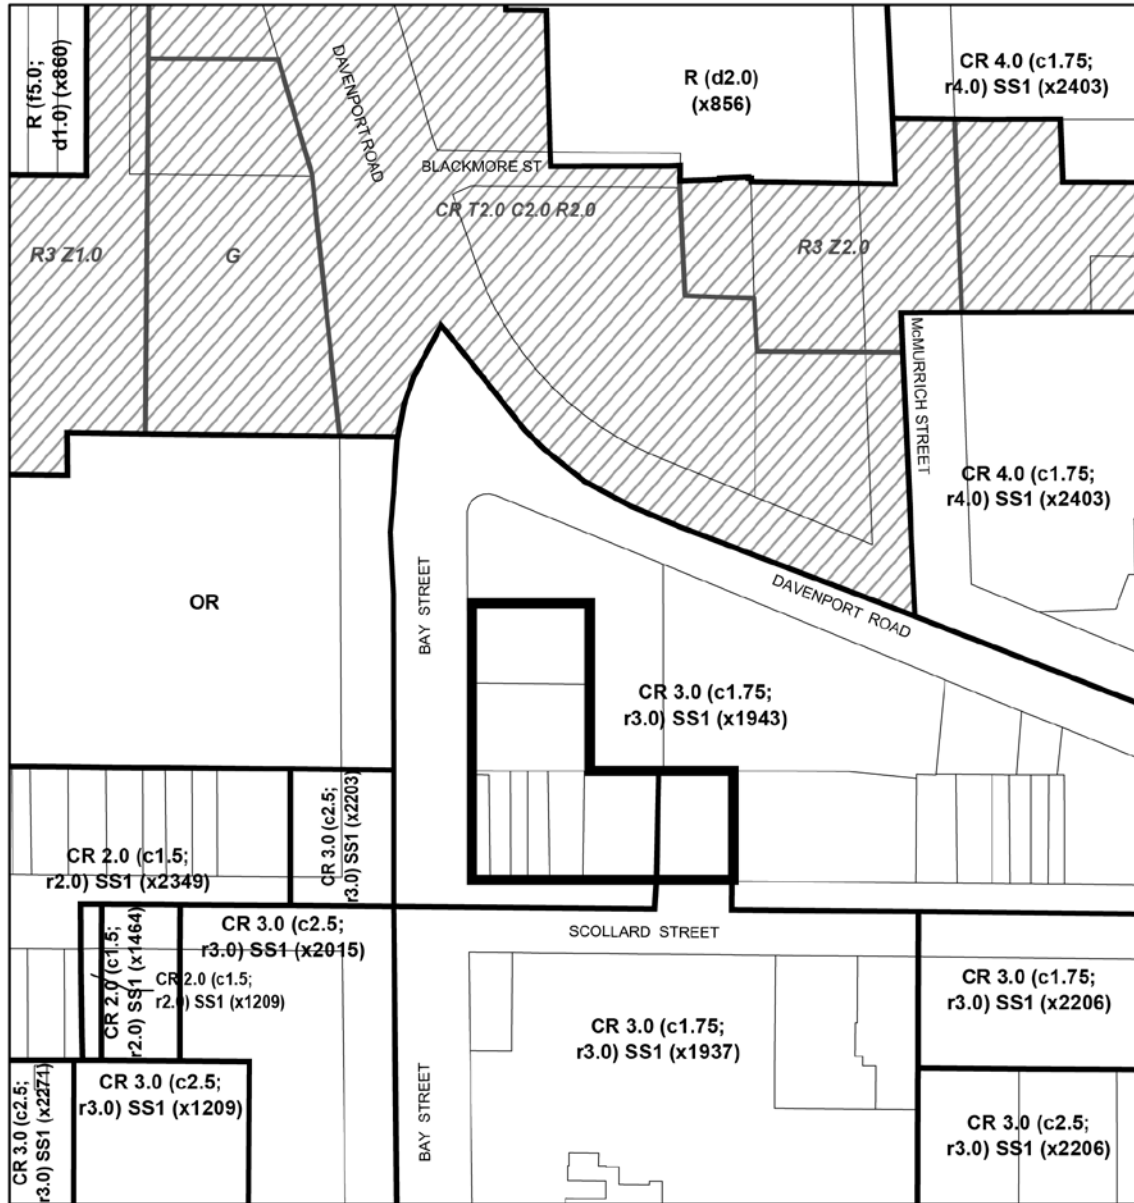 R (f5.0;
d1.0) (x860)
DAVENPORT ROAD
R (d2.0)
(x856)
CR 4.0 (c1.75;
r4.0) SS1 (x2403)
BLACKMORE ST
CR T2.0 C2.0 R2.0
R3 Z1.0
G
R3 Z2.0
McMURRICH STREET
CR 4.0 (c1.75;
r4.0) SS1 (x2403)
OR
BAY STREET
DAVENPORT ROAD
CR 3.0 (c1.75;
r3.0) SS1 (x1943)
CR 3.0 (c2.5;
r3.0) SS1 (x2203)
CR 2.0 (c1.5;
r2.0) SS1 (x2349)
CR 2.0 (c1.5;
r2.0) SS1 (x1464)
CR 3.0 (c2.5;
r3.0) SS1 (x2015)
CR 2.0 (c1.5;
r2.0) SS1 (x1209)
SCOLLARD STREET
CR 3.0 (c1.75;
r3.0) SS1 (x2206)
CR 3.0 (c1.75;
r3.0) SS1 (x1937)
CR 3.0 (c2.5;
r3.0) SS1 (x2271)
CR 3.0 (c2.5;
r3.0) SS1 (x1209)
BAY STREET
CR 3.0 (c2.5;
r3.0) SS1 (x2206)